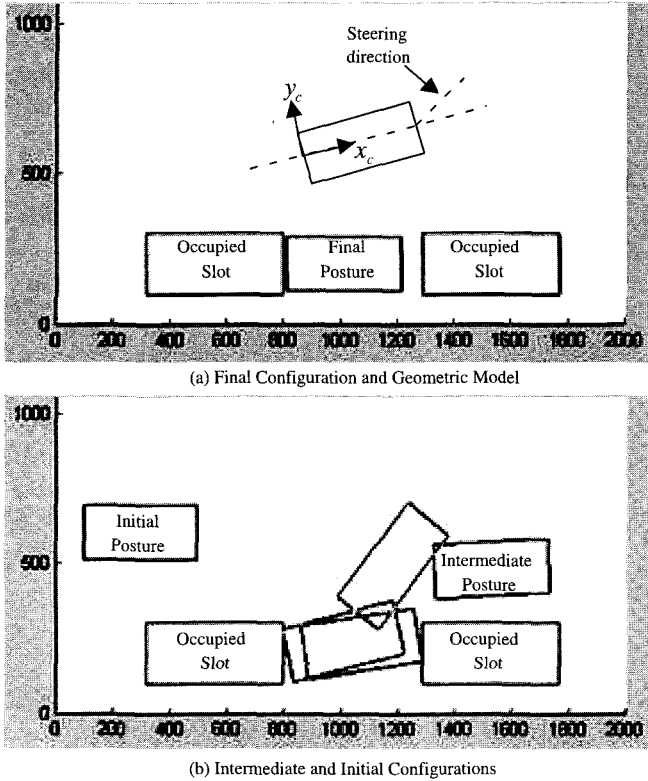 1000
Steering
direction
y_c
x_c
500
Occupied
Slot
Final
Posture
Occupied
Slot
0
0 200 400 600 800 1000 1200 1400 1600 1800 2000
(a) Final Configuration and Geometric Model
1000
Initial
Posture
500
Intermediate
Posture
Occupied
Slot
Occupied
Slot
0
0 200 400 600 800 1000 1200 1400 1600 1800 2000
(b) Intermediate and Initial Configurations